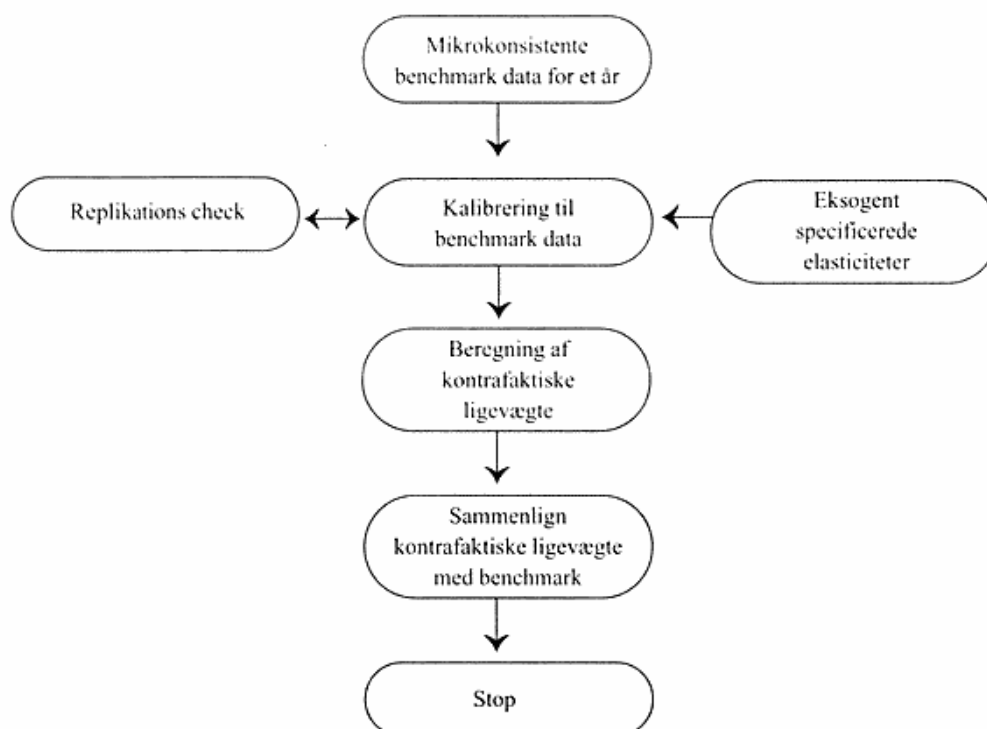 Mikrokonsistente
benchmark data for et år
Replikations check
Kalibrering til
benchmark data
Eksogent
specificerede
elasticiteter
Beregning af
kontrafaktiske
ligevægte
Sammenlign
kontrafaktiske ligevægte
med benchmark
Stop